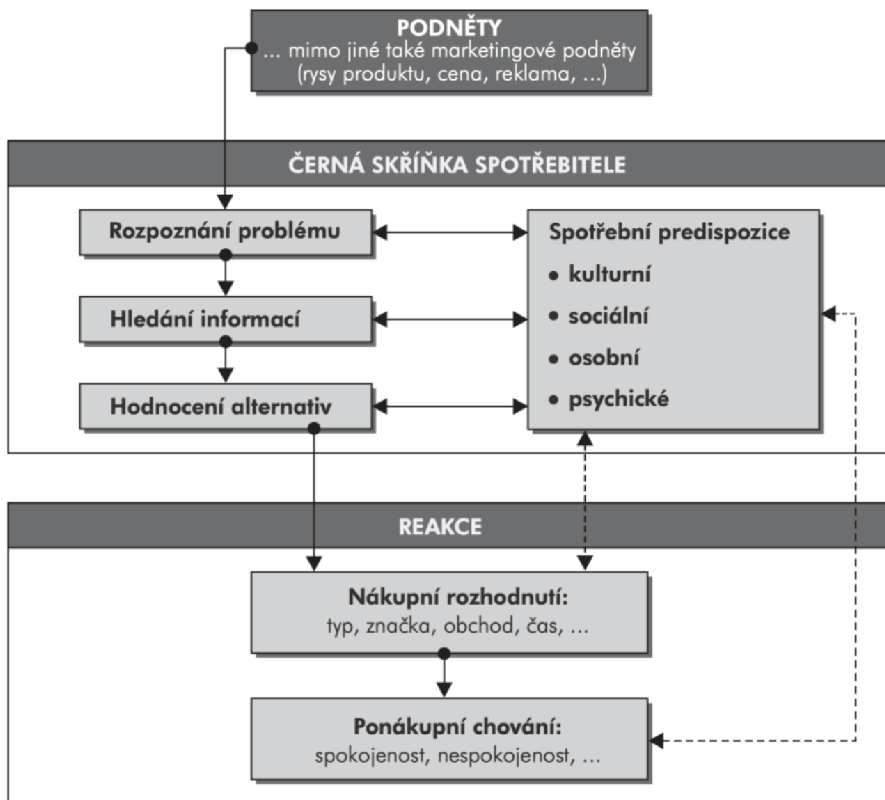 PODNĚTY
... mimo jiné také marketingové podněty
(rysy produktu, cena, reklama, ...)
ČERNÁ SKŘÍŇKA SPOTŘEBITELE
Rozpoznání problému
Hledání informací
Hodnocení alternativ
Spotřební predispozice
• kulturní
• sociální
• osobní
• psychické
REAKCE
Nákupní rozhodnutí:
typ, značka, obchod, čas, ...
Ponákupní chování:
spokojenost, nespokojenost, ...